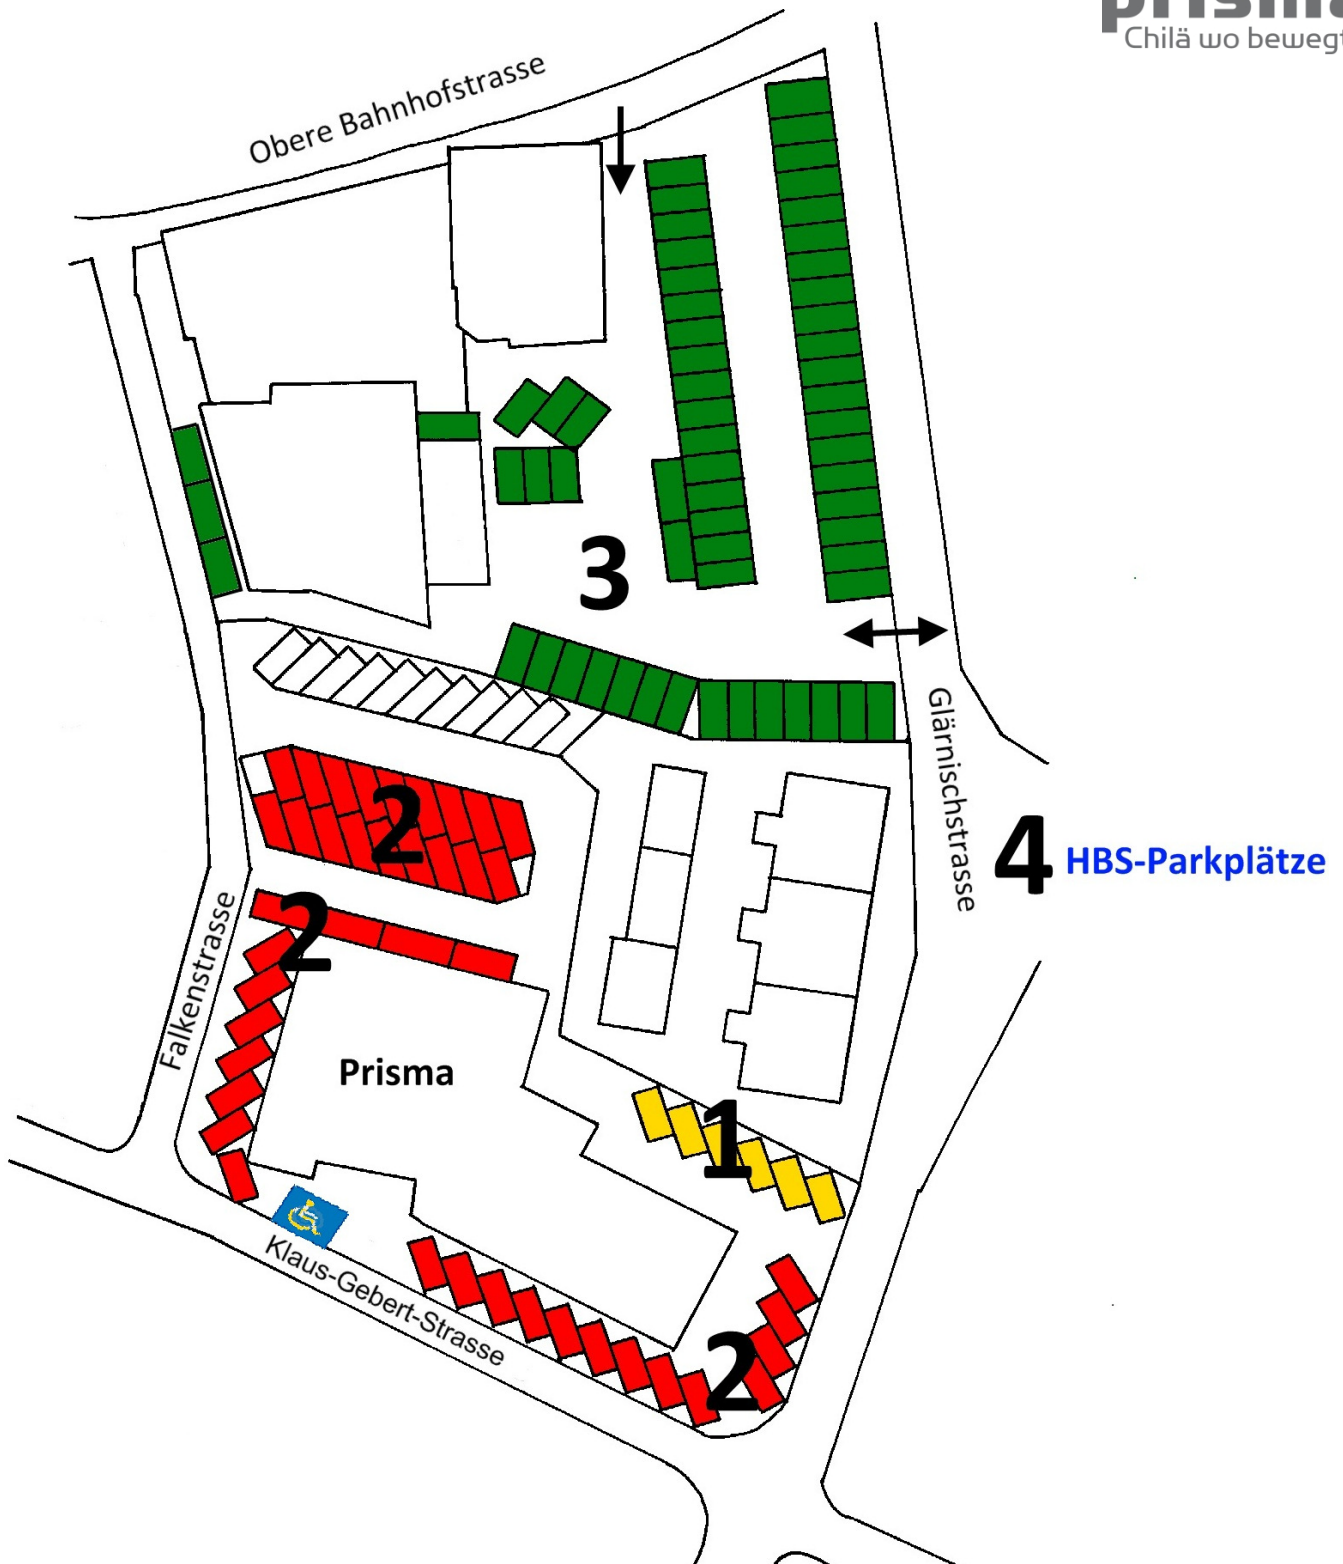 prisma
Chilä wo bewegt
Obere Bahnhofstrasse
3
Glärnischstrasse
2
4 HBS-Parkplätze
2
Falkenstrasse
Prisma
1
Klaus-Gebert-Strasse
2